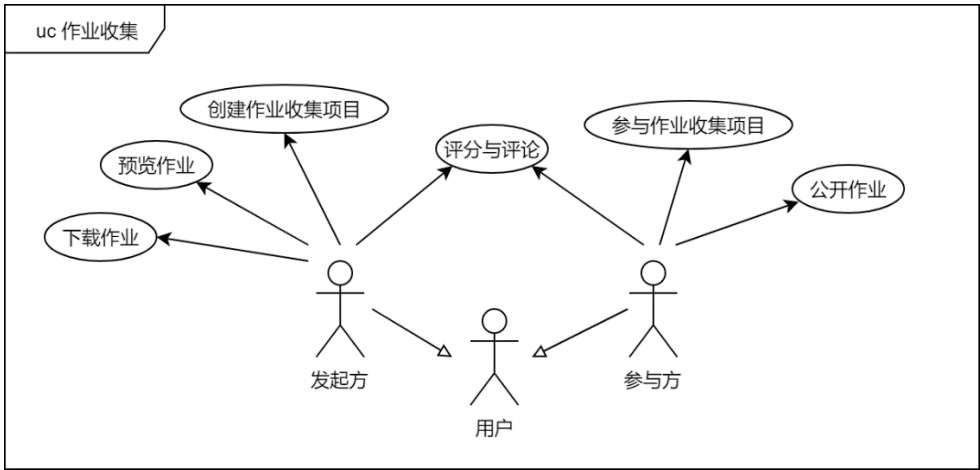 uc 作业收集
创建作业收集项目
参与作业收集项目
评分与评论
预览作业
公开作业
下载作业
发起方
参与方
用户